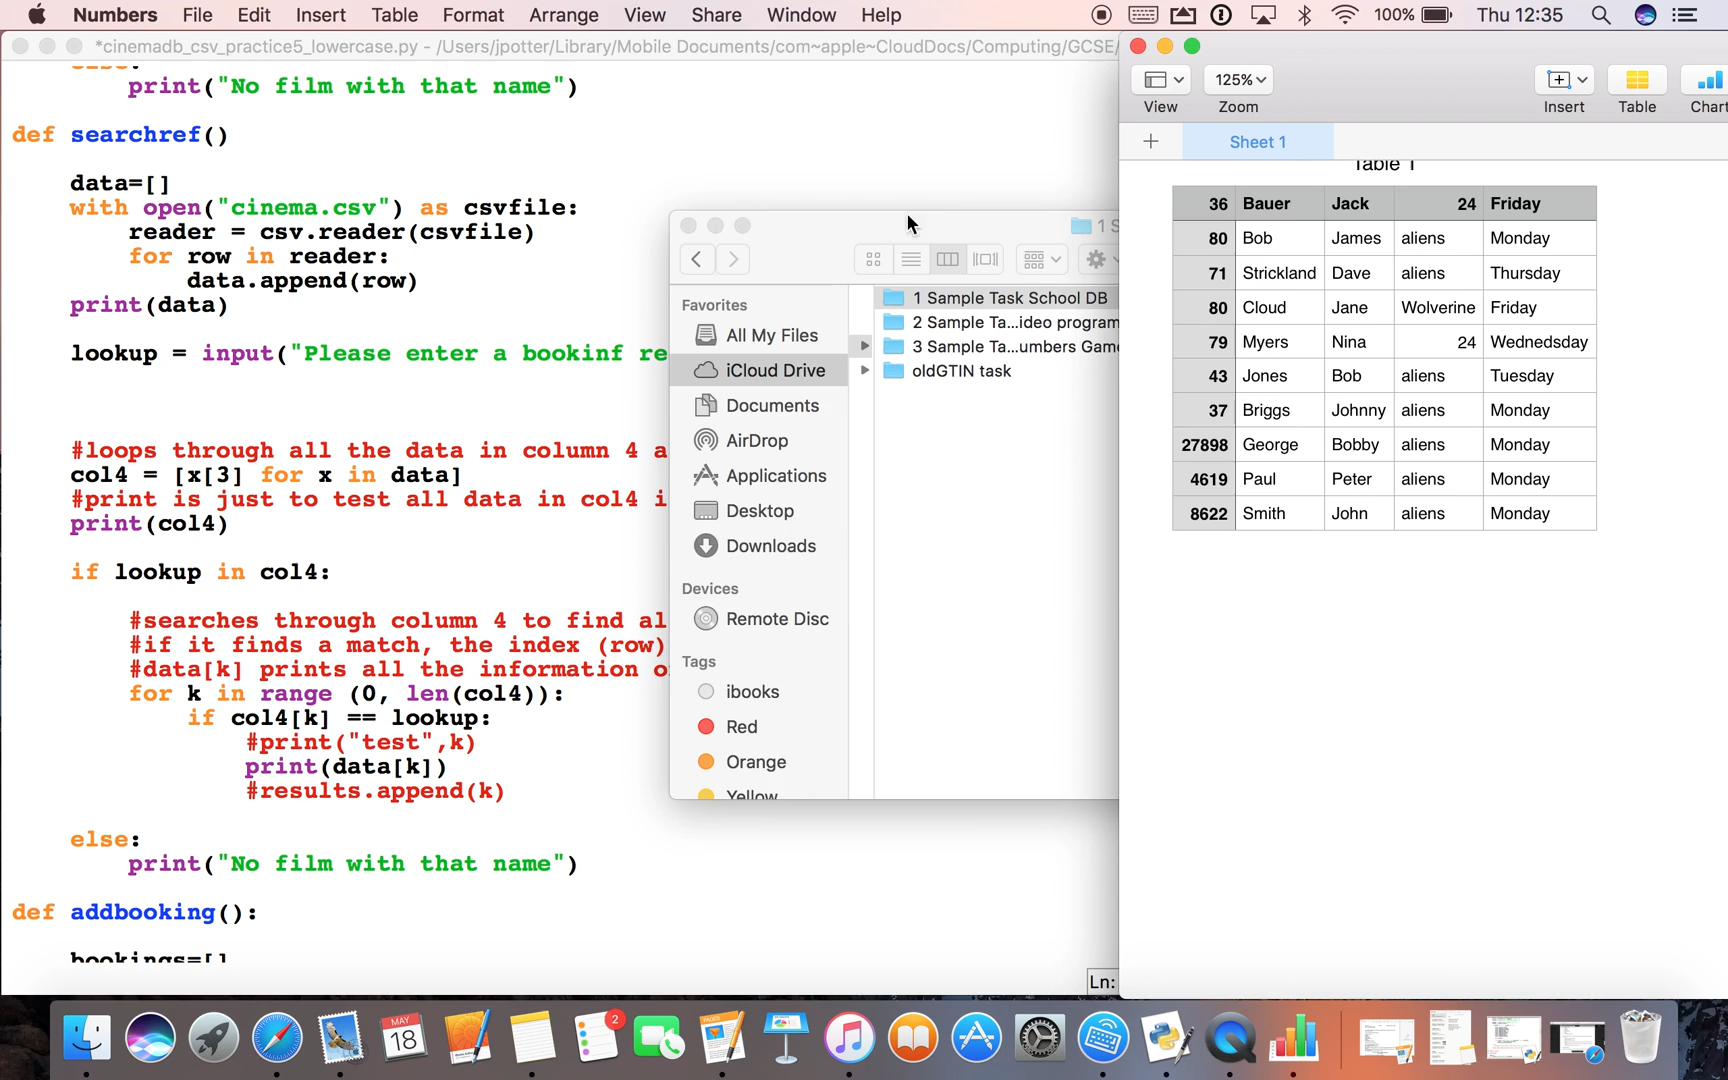 Numbers File Edit Insert Table Format Arrange View Share Window Help 100% Thu 12:35
*cinemadb_csv_practice5_lowercase.py - /Users/jpotter/Library/Mobile Documents/com~apple~CloudDocs/Computing/GCSE/
else:
print("No film with that name")
def searchref()
data=[]
with open("cinema.csv") as csvfile:
reader = csv.reader(csvfile)
for row in reader:
data.append(row)
print(data)
lookup = input("Please enter a bookinf re
#loops through all the data in column 4 a
col4 = [x[3] for x in data]
#print is just to test all data in col4 i
print(col4)
if lookup in col4:
#searches through column 4 to find al
#if it finds a match, the index (row)
#data[k] prints all the information o
for k in range (0, len(col4)):
if col4[k] == lookup:
#print("test",k)
print(data[k])
#results.append(k)
else:
print("No film with that name")
def addbooking():
bookings=[]
Ln:
1 S
Favorites
All My Files
iCloud Drive
Documents
AirDrop
Applications
Desktop
Downloads
Devices
Remote Disc
Tags
ibooks
Red
Orange
Yellow
1 Sample Task School DB
2 Sample Ta...ideo program
3 Sample Ta...umbers Game
oldGTIN task
125%
View Zoom Insert Table Chart
Sheet 1
Table 1
36 Bauer Jack 24 Friday
80 Bob James aliens Monday
71 Strickland Dave aliens Thursday
80 Cloud Jane Wolverine Friday
79 Myers Nina 24 Wednedsday
43 Jones Bob aliens Tuesday
37 Briggs Johnny aliens Monday
27898 George Bobby aliens Monday
4619 Paul Peter aliens Monday
8622 Smith John aliens Monday
MAY
18
2
PAGES